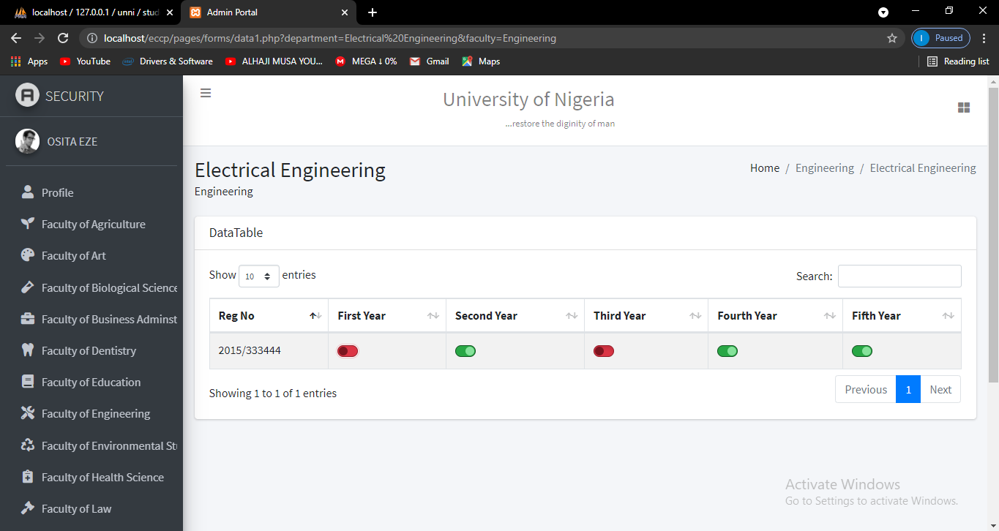 localhost / 127.0.0.1 / unni / stud
Admin Portal
localhost/eccp/pages/forms/data1.php?department=Electrical%20Engineering&faculty=Engineering
I Paused
Apps YouTube Drivers & Software ALHAJI MUSA YOU... MEGA ⭳ 0% Gmail Maps Reading list
A SECURITY
University of Nigeria
...restore the diginity of man
OSITA EZE
Profile
Faculty of Agriculture
Faculty of Art
Faculty of Biological Science
Faculty of Business Adminst
Faculty of Dentistry
Faculty of Education
Faculty of Engineering
Faculty of Environmental St
Faculty of Health Science
Faculty of Law
Electrical Engineering
Home / Engineering / Electrical Engineering
Engineering
DataTable
Show 10 entries
Search:
Reg No First Year Second Year Third Year Fourth Year Fifth Year
2015/333444
Showing 1 to 1 of 1 entries
Previous 1 Next
Activate Windows
Go to Settings to activate Windows.